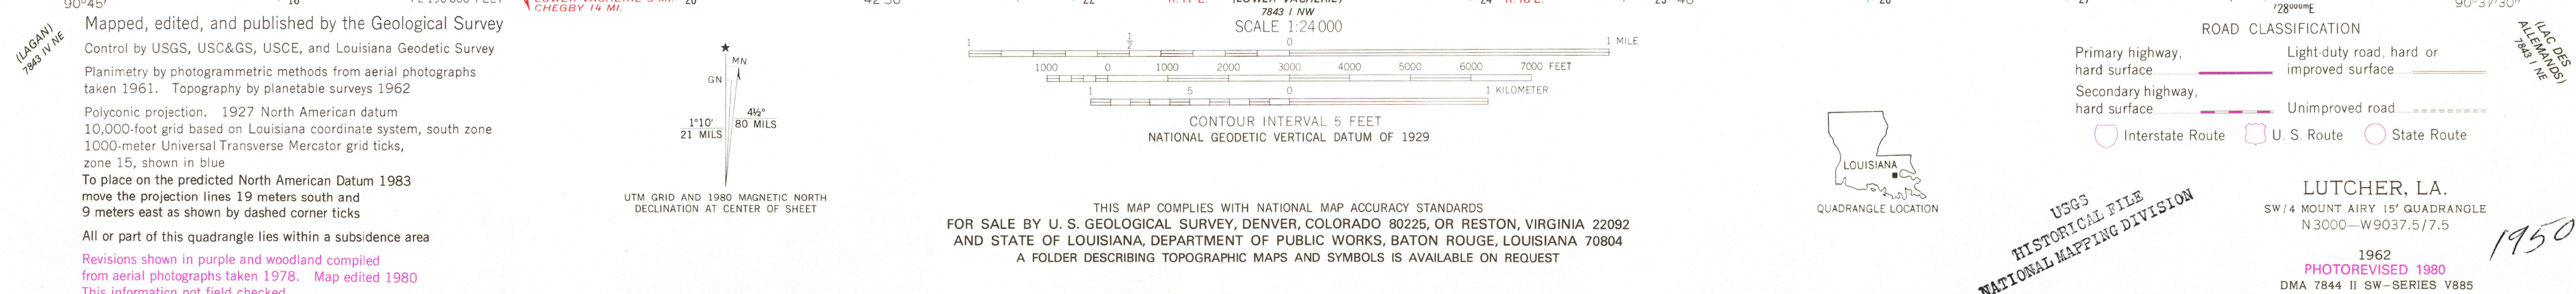 90°45'
CHEGBY 14 MI.
7843 I NW
728000mE
90°37'30"
(LAGAN)
7843 IV NE
Mapped, edited, and published by the Geological Survey
Control by USGS, USC&GS, USCE, and Louisiana Geodetic Survey
Planimetry by photogrammetric methods from aerial photographs
taken 1961. Topography by planetable surveys 1962
Polyconic projection. 1927 North American datum
10,000-foot grid based on Louisiana coordinate system, south zone
1000-meter Universal Transverse Mercator grid ticks,
zone 15, shown in blue
To place on the predicted North American Datum 1983
move the projection lines 19 meters south and
9 meters east as shown by dashed corner ticks
All or part of this quadrangle lies within a subsidence area
Revisions shown in purple and woodland compiled
from aerial photographs taken 1978. Map edited 1980
This information not field checked
MN
GN
1°10'
21 MILS
4½°
80 MILS
UTM GRID AND 1980 MAGNETIC NORTH
DECLINATION AT CENTER OF SHEET
SCALE 1:24 000
1 ½ 0 1 MILE
1000 0 1000 2000 3000 4000 5000 6000 7000 FEET
1 5 0 1 KILOMETER
CONTOUR INTERVAL 5 FEET
NATIONAL GEODETIC VERTICAL DATUM OF 1929
THIS MAP COMPLIES WITH NATIONAL MAP ACCURACY STANDARDS
FOR SALE BY U. S. GEOLOGICAL SURVEY, DENVER, COLORADO 80225, OR RESTON, VIRGINIA 22092
AND STATE OF LOUISIANA, DEPARTMENT OF PUBLIC WORKS, BATON ROUGE, LOUISIANA 70804
A FOLDER DESCRIBING TOPOGRAPHIC MAPS AND SYMBOLS IS AVAILABLE ON REQUEST
LOUISIANA
QUADRANGLE LOCATION
ROAD CLASSIFICATION
Primary highway,
hard surface
Light-duty road, hard or
improved surface
Secondary highway,
hard surface
Unimproved road
Interstate Route
U. S. Route
State Route
(LAC DES
ALLEMANDS)
7843 I NE
USGS
HISTORICAL FILE
NATIONAL MAPPING DIVISION
LUTCHER, LA.
SW/4 MOUNT AIRY 15' QUADRANGLE
N3000—W9037.5/7.5
1962
PHOTOREVISED 1980
DMA 7844 II SW-SERIES V885
1950